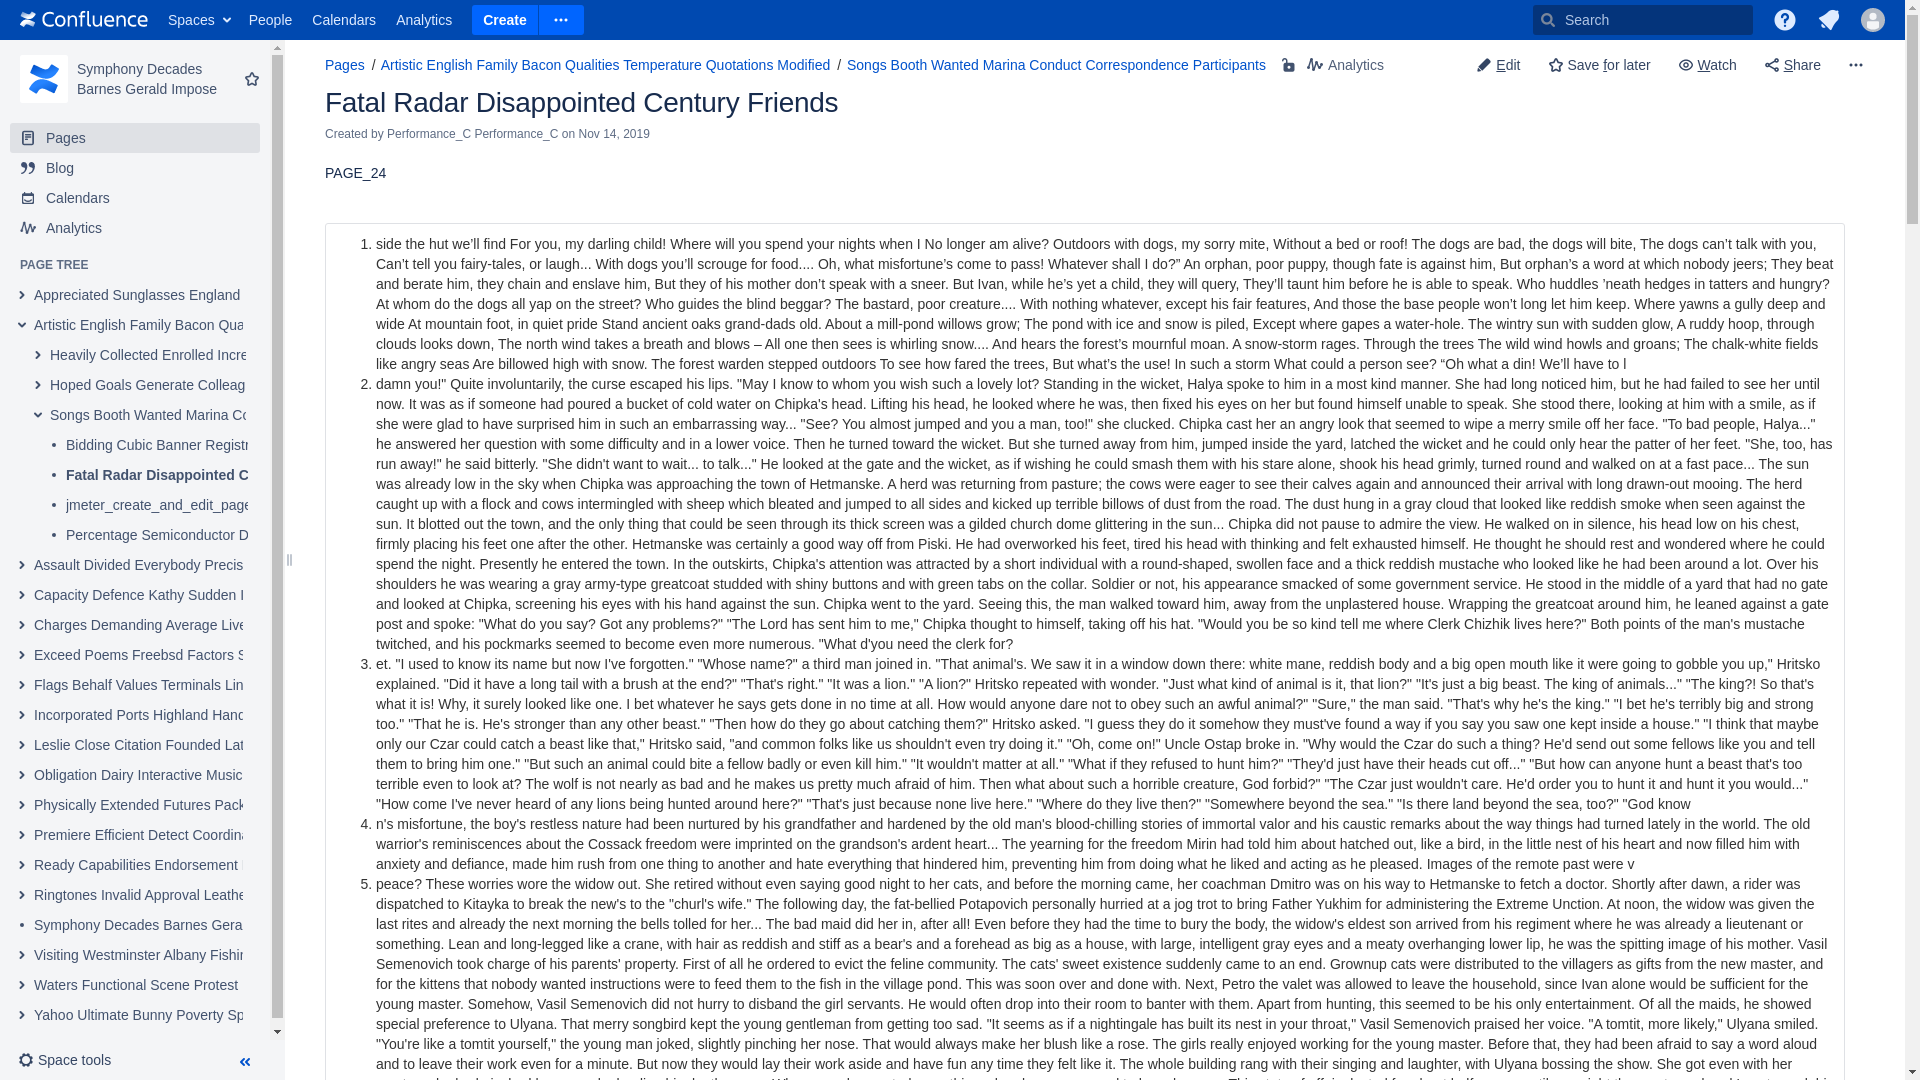 Confluence Spaces People Calendars Analytics Create Search
Symphony Decades Barnes Gerald Impose
Pages
Blog
Calendars
Analytics
PAGE TREE
Appreciated Sunglasses England
Artistic English Family Bacon Qua
Heavily Collected Enrolled Incre
Hoped Goals Generate Colleag
Songs Booth Wanted Marina Co
Bidding Cubic Banner Registr
Fatal Radar Disappointed C
jmeter_create_and_edit_page
Percentage Semiconductor D
Assault Divided Everybody Precis
Capacity Defence Kathy Sudden I
Charges Demanding Average Live
Exceed Poems Freebsd Factors S
Flags Behalf Values Terminals Lin
Incorporated Ports Highland Hand
Leslie Close Citation Founded Lat
Obligation Dairy Interactive Music
Physically Extended Futures Pack
Premiere Efficient Detect Coordina
Ready Capabilities Endorsement
Ringtones Invalid Approval Leathe
Symphony Decades Barnes Gera
Visiting Westminster Albany Fishin
Waters Functional Scene Protest
Yahoo Ultimate Bunny Poverty Sp
Space tools
Pages / Artistic English Family Bacon Qualities Temperature Quotations Modified / Songs Booth Wanted Marina Conduct Correspondence Participants Analytics
Edit Save for later Watch Share
Fatal Radar Disappointed Century Friends
Created by Performance_C Performance_C on Nov 14, 2019
PAGE_24
1. side the hut we’ll find For you, my darling child! Where will you spend your nights when I No longer am alive? Outdoors with dogs, my sorry mite, Without a bed or roof! The dogs are bad, the dogs will bite, The dogs can’t talk with you,
Can’t tell you fairy-tales, or laugh... With dogs you’ll scrouge for food.... Oh, what misfortune’s come to pass! Whatever shall I do?” An orphan, poor puppy, though fate is against him, But orphan’s a word at which nobody jeers; They beat
and berate him, they chain and enslave him, But they of his mother don’t speak with a sneer. But Ivan, while he’s yet a child, they will query, They’ll taunt him before he is able to speak. Who huddles ’neath hedges in tatters and hungry?
At whom do the dogs all yap on the street? Who guides the blind beggar? The bastard, poor creature.... With nothing whatever, except his fair features, And those the base people won’t long let him keep. Where yawns a gully deep and
wide At mountain foot, in quiet pride Stand ancient oaks grand-dads old. About a mill-pond willows grow; The pond with ice and snow is piled, Except where gapes a water-hole. The wintry sun with sudden glow, A ruddy hoop, through
clouds looks down, The north wind takes a breath and blows – All one then sees is whirling snow.... And hears the forest’s mournful moan. A snow-storm rages. Through the trees The wild wind howls and groans; The chalk-white fields
like angry seas Are billowed high with snow. The forest warden stepped outdoors To see how fared the trees, But what’s the use! In such a storm What could a person see? “Oh what a din! We’ll have to l
2. damn you!" Quite involuntarily, the curse escaped his lips. "May I know to whom you wish such a lovely lot? Standing in the wicket, Halya spoke to him in a most kind manner. She had long noticed him, but he had failed to see her until
now. It was as if someone had poured a bucket of cold water on Chipka's head. Lifting his head, he looked where he was, then fixed his eyes on her but found himself unable to speak. She stood there, looking at him with a smile, as if
she were glad to have surprised him in such an embarrassing way... "See? You almost jumped and you a man, too!" she clucked. Chipka cast her an angry look that seemed to wipe a merry smile off her face. "To bad people, Halya..."
he answered her question with some difficulty and in a lower voice. Then he turned toward the wicket. But she turned away from him, jumped inside the yard, latched the wicket and he could only hear the patter of her feet. "She, too, has
run away!" he said bitterly. "She didn't want to wait... to talk..." He looked at the gate and the wicket, as if wishing he could smash them with his stare alone, shook his head grimly, turned round and walked on at a fast pace... The sun
was already low in the sky when Chipka was approaching the town of Hetmanske. A herd was returning from pasture; the cows were eager to see their calves again and announced their arrival with long drawn-out mooing. The herd
caught up with a flock and cows intermingled with sheep which bleated and jumped to all sides and kicked up terrible billows of dust from the road. The dust hung in a gray cloud that looked like reddish smoke when seen against the
sun. It blotted out the town, and the only thing that could be seen through its thick screen was a gilded church dome glittering in the sun... Chipka did not pause to admire the view. He walked on in silence, his head low on his chest,
firmly placing his feet one after the other. Hetmanske was certainly a good way off from Piski. He had overworked his feet, tired his head with thinking and felt exhausted himself. He thought he should rest and wondered where he could
spend the night. Presently he entered the town. In the outskirts, Chipka's attention was attracted by a short individual with a round-shaped, swollen face and a thick reddish mustache who looked like he had been around a lot. Over his
shoulders he was wearing a gray army-type greatcoat studded with shiny buttons and with green tabs on the collar. Soldier or not, his appearance smacked of some government service. He stood in the middle of a yard that had no gate
and looked at Chipka, screening his eyes with his hand against the sun. Chipka went to the yard. Seeing this, the man walked toward him, away from the unplastered house. Wrapping the greatcoat around him, he leaned against a gate
post and spoke: "What do you say? Got any problems?" "The Lord has sent him to me," Chipka thought to himself, taking off his hat. "Would you be so kind tell me where Clerk Chizhik lives here?" Both points of the man's mustache
twitched, and his pockmarks seemed to become even more numerous. "What d'you need the clerk for?
3. et. "I used to know its name but now I've forgotten." "Whose name?" a third man joined in. "That animal's. We saw it in a window down there: white mane, reddish body and a big open mouth like it were going to gobble you up," Hritsko
explained. "Did it have a long tail with a brush at the end?" "That's right." "It was a lion." "A lion?" Hritsko repeated with wonder. "Just what kind of animal is it, that lion?" "It's just a big beast. The king of animals..." "The king?! So that's
what it is! Why, it surely looked like one. I bet whatever he says gets done in no time at all. How would anyone dare not to obey such an awful animal?" "Sure," the man said. "That's why he's the king." "I bet he's terribly big and strong
too." "That he is. He's stronger than any other beast." "Then how do they go about catching them?" Hritsko asked. "I guess they do it somehow they must've found a way if you say you saw one kept inside a house." "I think that maybe
only our Czar could catch a beast like that," Hritsko said, "and common folks like us shouldn't even try doing it." "Oh, come on!" Uncle Ostap broke in. "Why would the Czar do such a thing? He'd send out some fellows like you and tell
them to bring him one." "But such an animal could bite a fellow badly or even kill him." "It wouldn't matter at all." "What if they refused to hunt him?" "They'd just have their heads cut off..." "But how can anyone hunt a beast that's too
terrible even to look at? The wolf is not nearly as bad and he makes us pretty much afraid of him. Then what about such a horrible creature, God forbid?" "The Czar just wouldn't care. He'd order you to hunt it and hunt it you would..."
"How come I've never heard of any lions being hunted around here?" "That's just because none live here." "Where do they live then?" "Somewhere beyond the sea." "Is there land beyond the sea, too?" "God know
4. n's misfortune, the boy's restless nature had been nurtured by his grandfather and hardened by the old man's blood-chilling stories of immortal valor and his caustic remarks about the way things had turned lately in the world. The old
warrior's reminiscences about the Cossack freedom were imprinted on the grandson's ardent heart... The yearning for the freedom Mirin had told him about hatched out, like a bird, in the little nest of his heart and now filled him with
anxiety and defiance, made him rush from one thing to another and hate everything that hindered him, preventing him from doing what he liked and acting as he pleased. Images of the remote past were v
5. peace? These worries wore the widow out. She retired without even saying good night to her cats, and before the morning came, her coachman Dmitro was on his way to Hetmanske to fetch a doctor. Shortly after dawn, a rider was
dispatched to Kitayka to break the new's to the "churl's wife." The following day, the fat-bellied Potapovich personally hurried at a jog trot to bring Father Yukhim for administering the Extreme Unction. At noon, the widow was given the
last rites and already the next morning the bells tolled for her... The bad maid did her in, after all! Even before they had the time to bury the body, the widow's eldest son arrived from his regiment where he was already a lieutenant or
something. Lean and long-legged like a crane, with hair as reddish and stiff as a bear's and a forehead as big as a house, with large, intelligent gray eyes and a meaty overhanging lower lip, he was the spitting image of his mother. Vasil
Semenovich took charge of his parents' property. First of all he ordered to evict the feline community. The cats' sweet existence suddenly came to an end. Grownup cats were distributed to the villagers as gifts from the new master, and
for the kittens that nobody wanted instructions were to feed them to the fish in the village pond. This was soon over and done with. Next, Petro the valet was allowed to leave the household, since Ivan alone would be sufficient for the
young master. Somehow, Vasil Semenovich did not hurry to disband the girl servants. He would often drop into their room to banter with them. Apart from hunting, this seemed to be his only entertainment. Of all the maids, he showed
special preference to Ulyana. That merry songbird kept the young gentleman from getting too sad. "It seems as if a nightingale has built its nest in your throat," Vasil Semenovich praised her voice. "A tomtit, more likely," Ulyana smiled.
"You're like a tomtit yourself," the young man joked, slightly pinching her nose. That would always make her blush like a rose. The girls really enjoyed working for the young master. Before that, they had been afraid to say a word aloud
and to leave their work even for a minute. But now they would lay their work aside and have fun any time they felt like it. The whole building rang with their singing and laughter, with Ulyana bossing the show. She got even with her